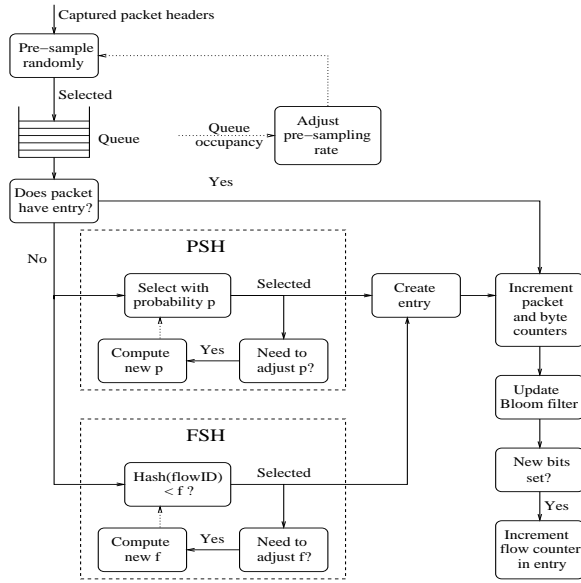 Captured packet headers
Pre-sample
randomly
Selected
Queue
Queue
occupancy
Adjust
pre-sampling
rate
Does packet
have entry?
Yes
No
PSH
Select with
probability p
Selected
Create
entry
Increment
packet
and byte
counters
Compute
new p
Yes
Need to
adjust p?
Update
Bloom filter
FSH
Hash(flowID)
< f ?
Selected
New bits
set?
Yes
Compute
new f
Yes
Need to
adjust f?
Increment
flow counter
in entry